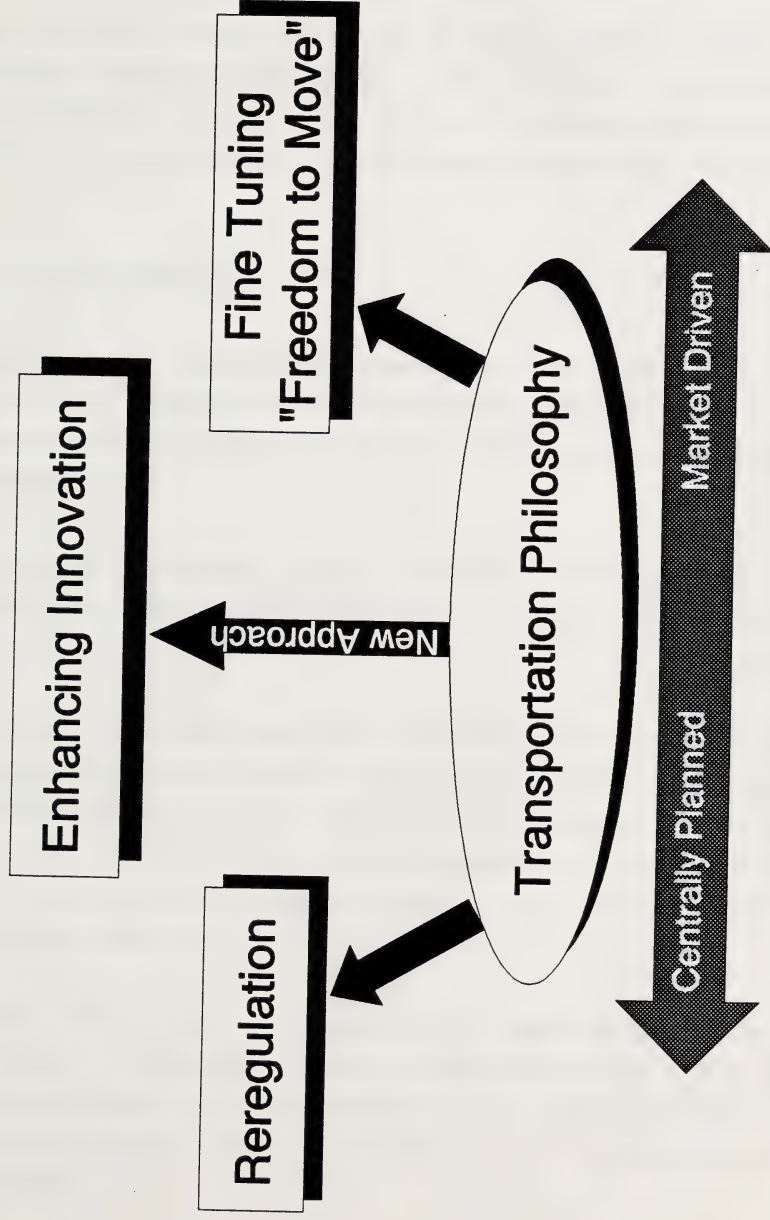 Enhancing Innovation
Reregulation
Fine Tuning
"Freedom to Move"
New Approach
Transportation Philosophy
Centrally Planned
Market Driven